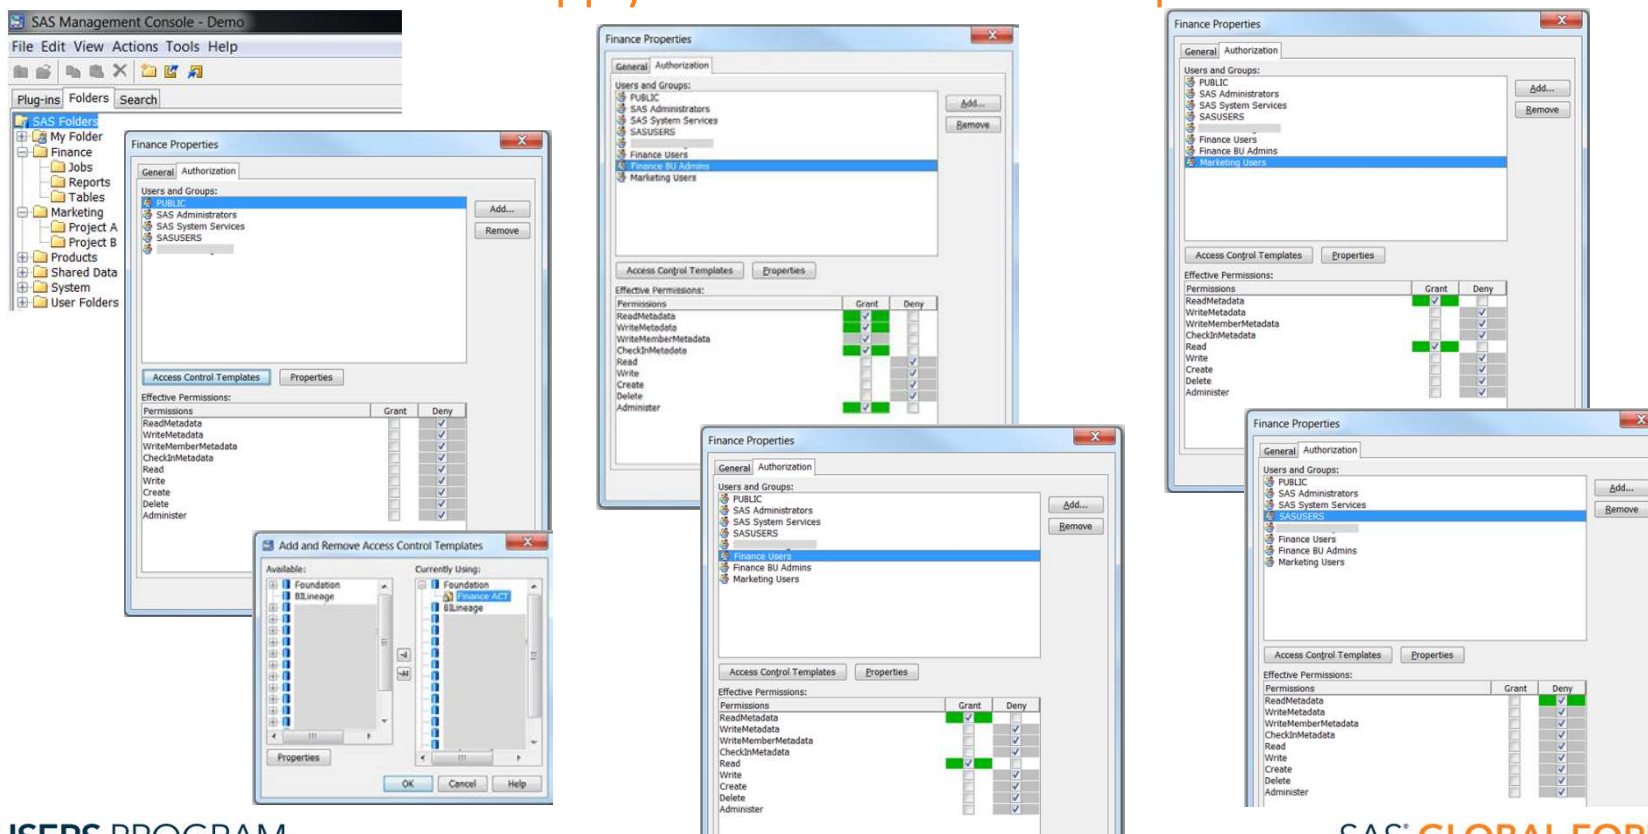 SAS Management Console - Demo
File Edit View Actions Tools Help
Plug-ins Folders Search
SAS Folders
My Folder
Finance
Jobs
Reports
Tables
Marketing
Project A
Project B
Products
Shared Data
System
User Folders
Finance Properties
General Authorization
Users and Groups:
PUBLIC
SAS Administrators
SAS System Services
SASUSERS
Add...
Remove
Access Control Templates Properties
Effective Permissions:
Permissions Grant Deny
ReadMetadata
WriteMetadata
WriteMemberMetadata
CheckInMetadata
Read
Write
Create
Delete
Administer
Add and Remove Access Control Templates
Available: Currently Using:
Foundation
BILineage
Foundation
Finance ACT
BILineage
Properties
OK Cancel Help
Finance Properties
General Authorization
Users and Groups:
PUBLIC
SAS Administrators
SAS System Services
SASUSERS
Finance Users
Finance BU Admins
Marketing Users
Add...
Remove
Access Control Templates Properties
Effective Permissions:
Permissions Grant Deny
ReadMetadata
WriteMetadata
WriteMemberMetadata
CheckInMetadata
Read
Write
Create
Delete
Administer
Finance Properties
General Authorization
Users and Groups:
PUBLIC
SAS Administrators
SAS System Services
SASUSERS
Finance Users
Finance BU Admins
Marketing Users
Add...
Remove
Access Control Templates Properties
Effective Permissions:
Permissions Grant Deny
ReadMetadata
WriteMetadata
WriteMemberMetadata
CheckInMetadata
Read
Write
Create
Delete
Administer
Finance Properties
General Authorization
Users and Groups:
PUBLIC
SAS Administrators
SAS System Services
SASUSERS
Finance Users
Finance BU Admins
Marketing Users
Add...
Remove
Access Control Templates Properties
Effective Permissions:
Permissions Grant Deny
ReadMetadata
WriteMetadata
WriteMemberMetadata
CheckInMetadata
Read
Write
Create
Delete
Administer
Finance Properties
General Authorization
Users and Groups:
PUBLIC
SAS Administrators
SAS System Services
SASUSERS
Finance Users
Finance BU Admins
Marketing Users
Add...
Remove
Access Control Templates Properties
Effective Permissions:
Permissions Grant Deny
ReadMetadata
WriteMetadata
WriteMemberMetadata
CheckInMetadata
Read
Write
Create
Delete
Administer
PROGRAM
SAS GLOBAL